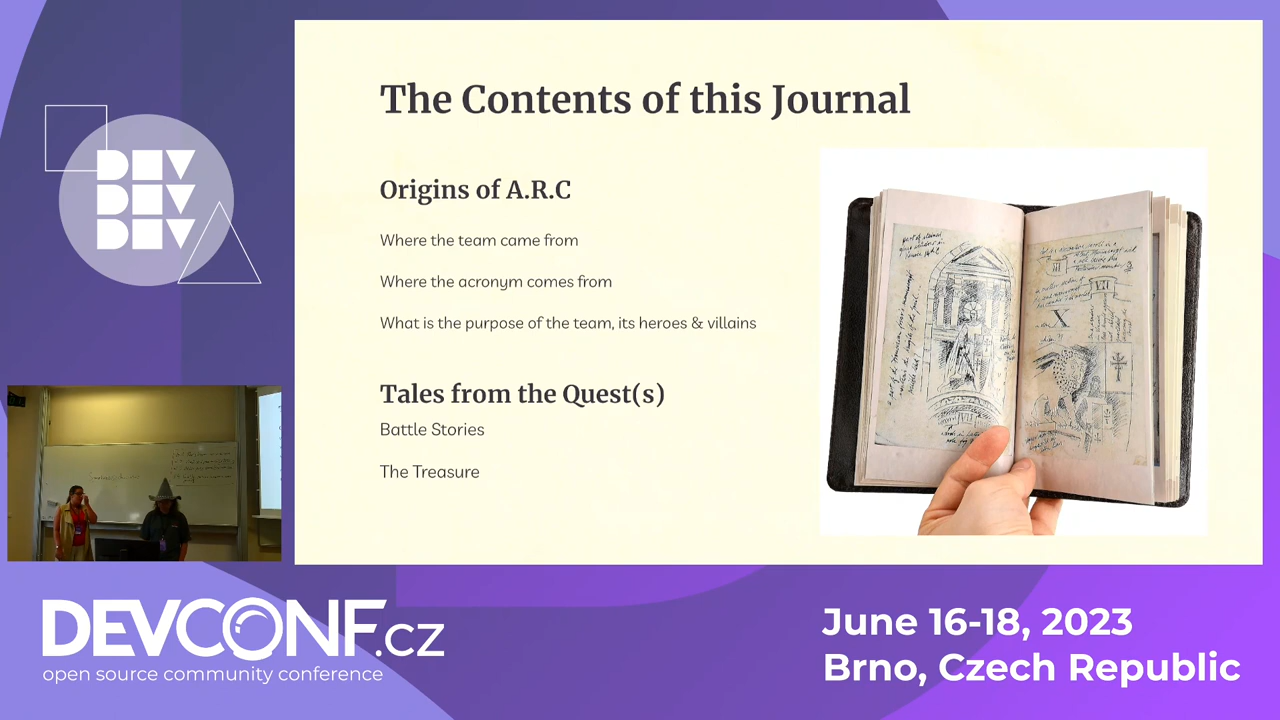 DEV
DEV
DEV
The Contents of this Journal
Origins of A.R.C
Where the team came from
Where the acronym comes from
What is the purpose of the team, its heroes & villains
Tales from the Quest(s)
Battle Stories
The Treasure
DEVCONF.cz
open source community conference
June 16-18, 2023
Brno, Czech Republic